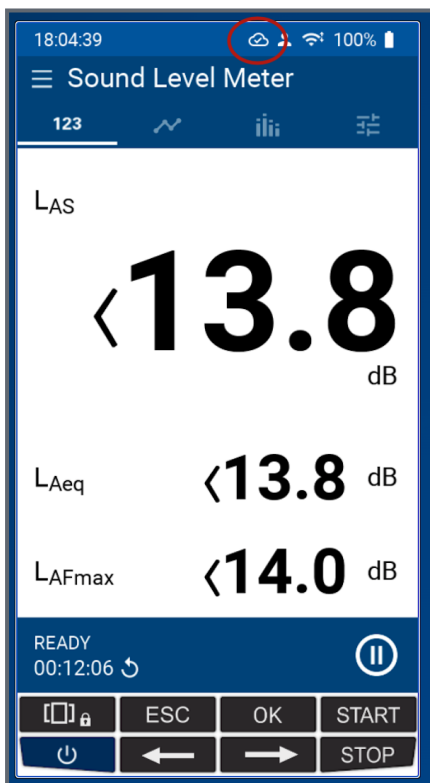 18:04:39 100%
Sound Level Meter
123
LAS
⟨13.8
dB
LAeq ⟨13.8 dB
LAFmax ⟨14.0 dB
READY
00:12:06
ESC OK START
STOP